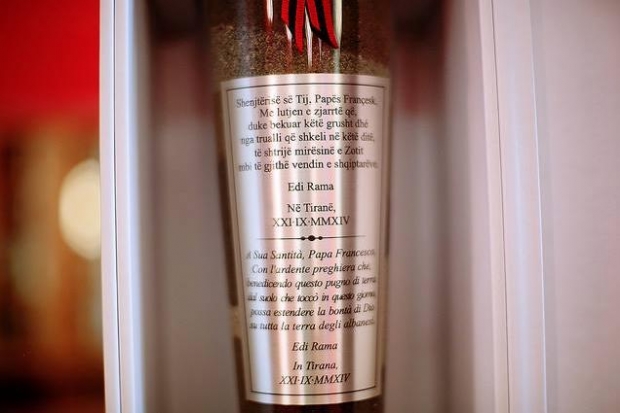 Shenjtërisë së Tij, Papës Françesk,
Me lutjen e zjarrtë që,
duke bekuar këtë grusht dhé
nga trualli që shkeli në këtë ditë,
të shtrijë mirësinë e Zotit
mbi të gjithë vendin e shqiptarëve.
Edi Rama
Në Tiranë,
XXI·IX·MMXIV
A Sua Santità, Papa Francesco,
Con l'ardente preghiera che,
benedicendo questo pugno di terra
dal suolo che toccò in questo giorno,
possa estendere la bontà di Dio
su tutta la terra degli albanesi.
Edi Rama
In Tirana,
XXI·IX·MMXIV